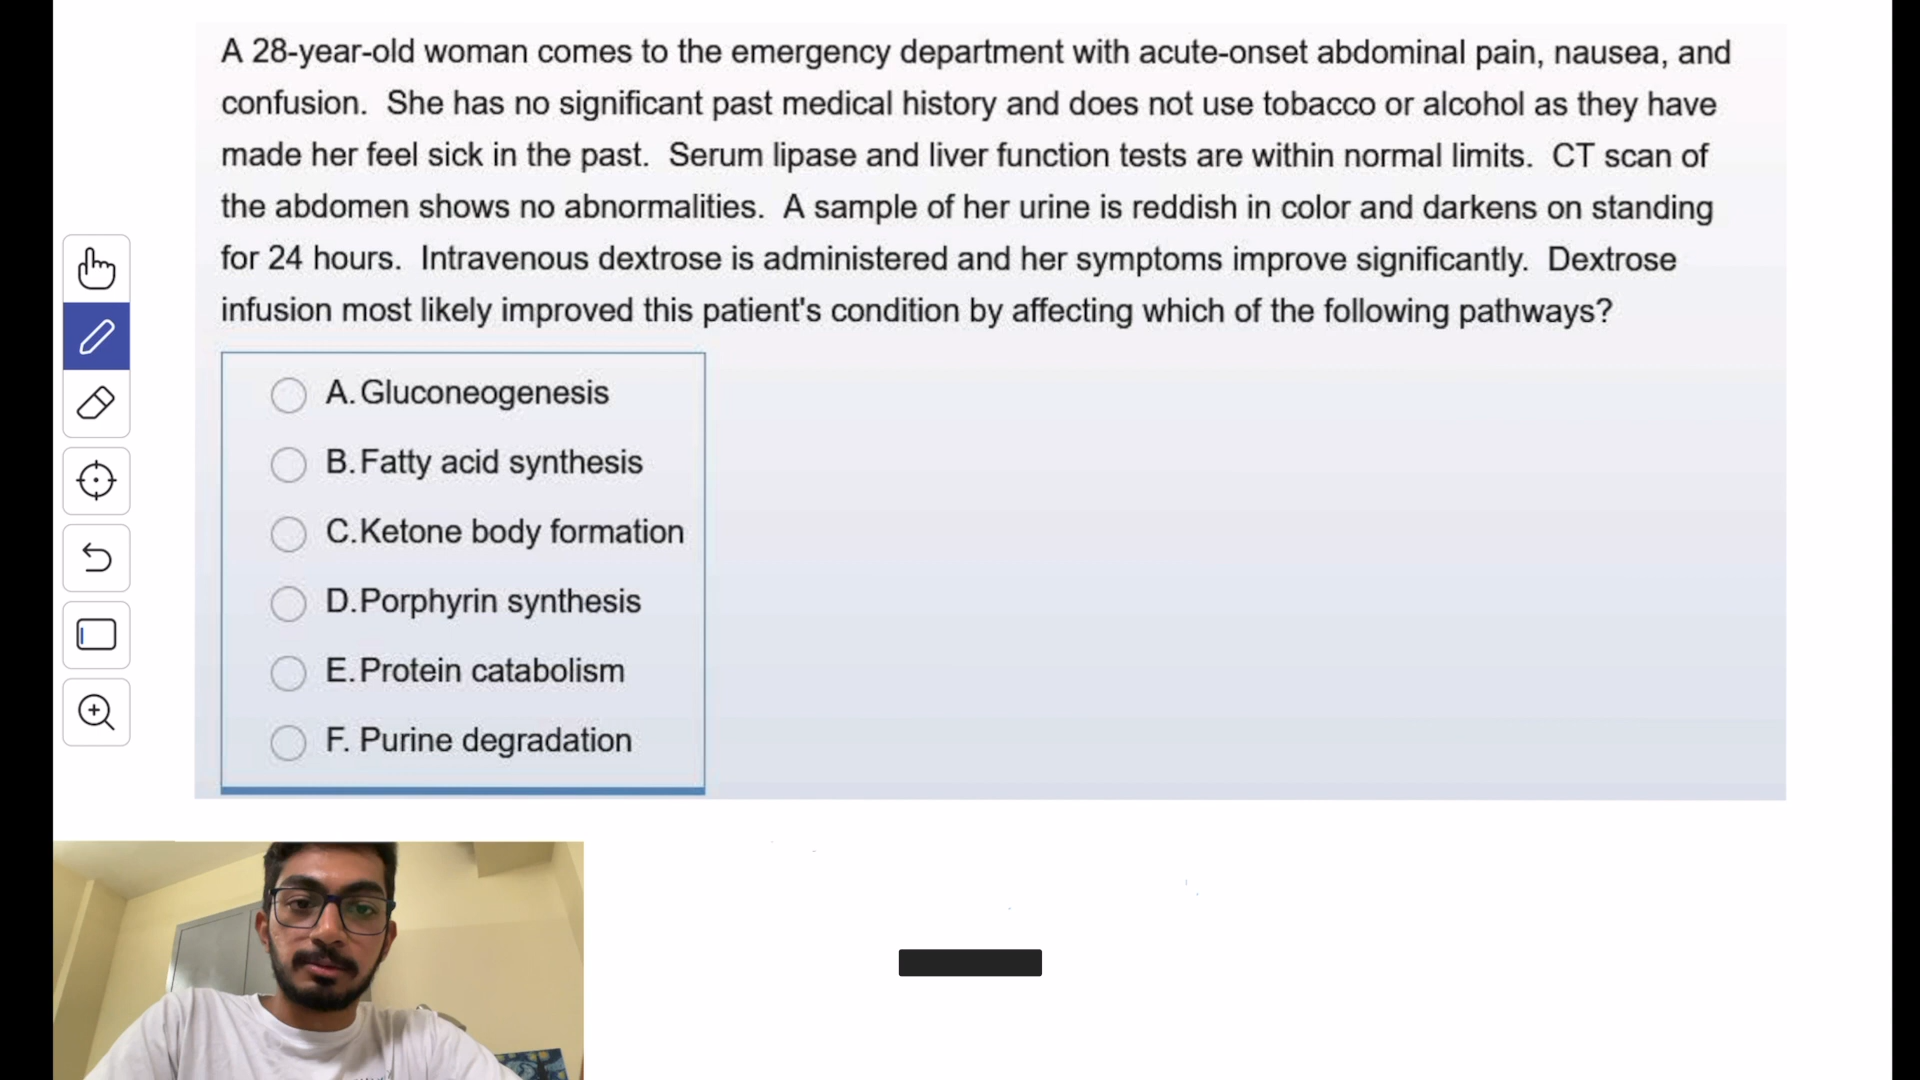 A 28-year-old woman comes to the emergency department with acute-onset abdominal pain, nausea, and
confusion.  She has no significant past medical history and does not use tobacco or alcohol as they have
made her feel sick in the past.  Serum lipase and liver function tests are within normal limits.  CT scan of
the abdomen shows no abnormalities.  A sample of her urine is reddish in color and darkens on standing
for 24 hours.  Intravenous dextrose is administered and her symptoms improve significantly.  Dextrose
infusion most likely improved this patient's condition by affecting which of the following pathways?
A. Gluconeogenesis
B. Fatty acid synthesis
C. Ketone body formation
D. Porphyrin synthesis
E. Protein catabolism
F. Purine degradation